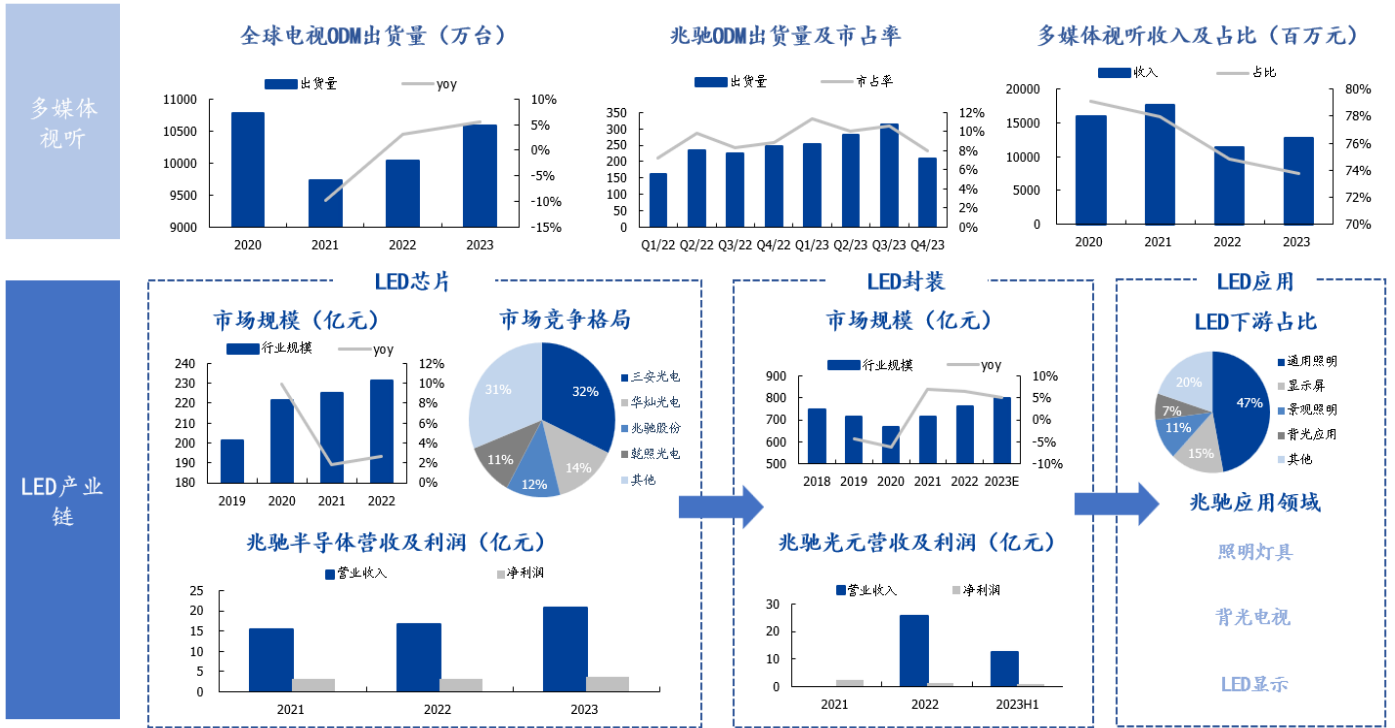 多媒体
视听
全球电视ODM出货量（万台）
出货量 yoy
11000
10500
10000
9500
9000
10%
5%
0%
-5%
-10%
-15%
2020 2021 2022 2023
兆驰ODM出货量及市占率
出货量 市占率
350
300
250
200
150
100
50
0
12%
10%
8%
6%
4%
2%
0%
Q1/22 Q2/22 Q3/22 Q4/22 Q1/23 Q2/23 Q3/23 Q4/23
多媒体视听收入及占比（百万元）
收入 占比
20000
15000
10000
5000
0
80%
78%
76%
74%
72%
70%
2020 2021 2022 2023
LED产业
链
LED芯片
市场规模（亿元）
行业规模 yoy
240
230
220
210
200
190
180
12%
10%
8%
6%
4%
2%
0%
2019 2020 2021 2022
市场竞争格局
32%
14%
12%
11%
31%
三安光电
华灿光电
兆驰股份
乾照光电
其他
兆驰半导体营收及利润（亿元）
营业收入 净利润
25
20
15
10
5
0
2021 2022 2023
LED封装
市场规模（亿元）
行业规模 yoy
900
800
700
600
500
10%
5%
0%
-5%
-10%
2018 2019 2020 2021 2022 2023E
兆驰光元营收及利润（亿元）
营业收入 净利润
30
20
10
0
2021 2022 2023H1
LED应用
LED下游占比
47%
15%
11%
7%
20%
通用照明
显示屏
景观照明
背光应用
其他
兆驰应用领域
照明灯具
背光电视
LED显示